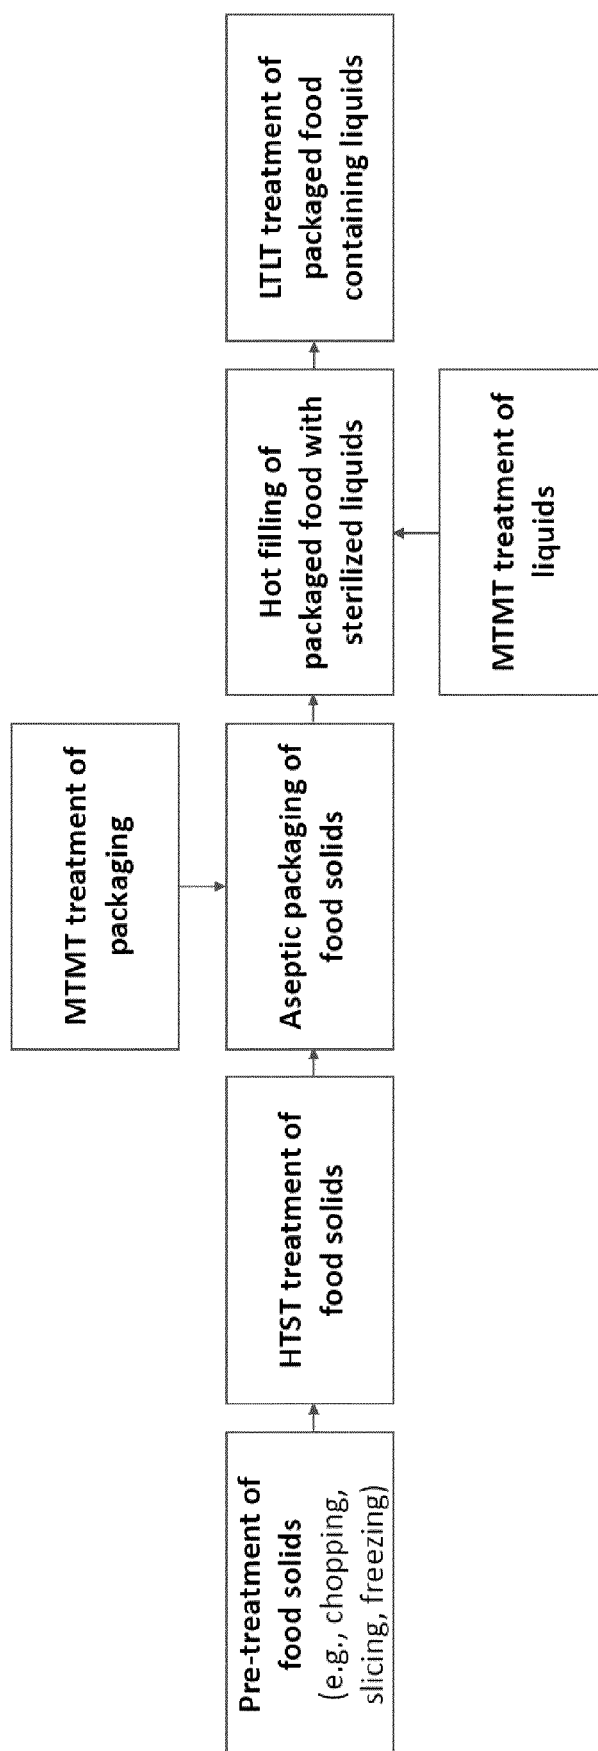 Pre-treatment of
food solids
(e.g., chopping,
slicing, freezing)
HTST treatment of
food solids
MTMT treatment of
packaging
Aseptic packaging of
food solids
Hot filling of
packaged food with
sterilized liquids
MTMT treatment of
liquids
LTLT treatment of
packaged food
containing liquids